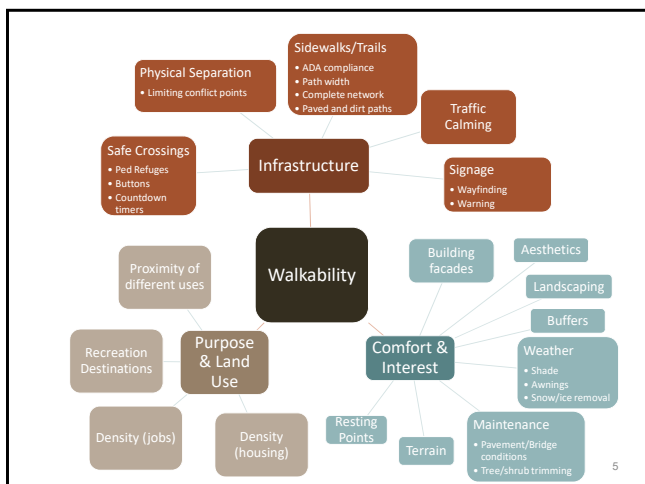 Sidewalks/Trails
• ADA compliance
• Path width
• Complete network
• Paved and dirt paths
Physical Separation
• Limiting conflict points
Traffic
Calming
Safe Crossings
• Ped Refuges
• Buttons
• Countdown
timers
Infrastructure
Signage
• Wayfinding
• Warning
Walkability
Proximity of
different uses
Recreation
Destinations
Purpose
& Land
Use
Density (jobs)
Density
(housing)
Building
facades
Aesthetics
Landscaping
Buffers
Comfort &
Interest
Weather
• Shade
• Awnings
• Snow/ice removal
Resting
Points
Terrain
Maintenance
• Pavement/Bridge
conditions
• Tree/shrub trimming
5